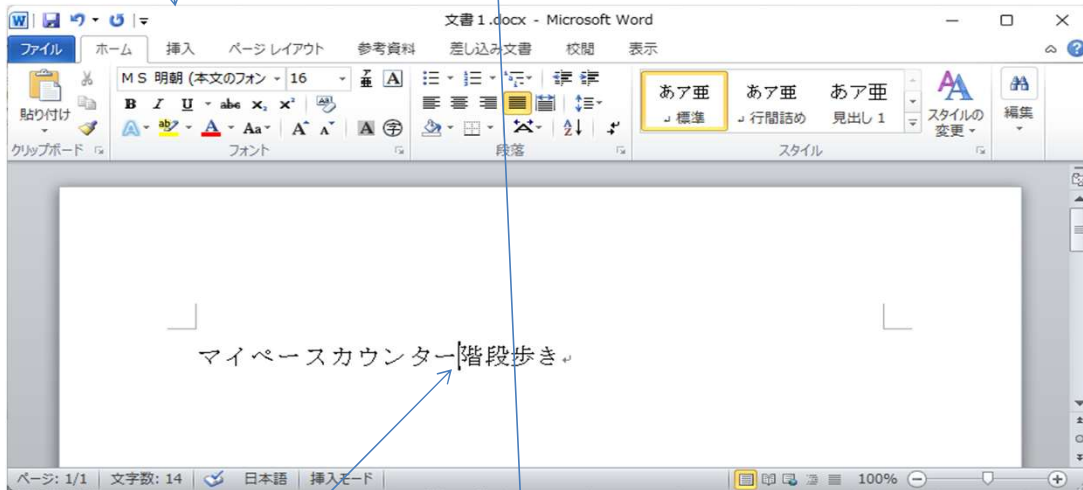 文書1.docx - Microsoft Word
ファイル ホーム 挿入 ページ レイアウト 参考資料 差し込み文書 校閲 表示
MS 明朝 (本文のフォン 16
貼り付け
クリップボード フォント 段落 スタイル
あア亜 あア亜 あア亜
標準 行間詰め 見出し 1
スタイルの
変更
編集
マイペースカウンター階段歩き
ページ: 1/1 文字数: 14 日本語 挿入モード 100%